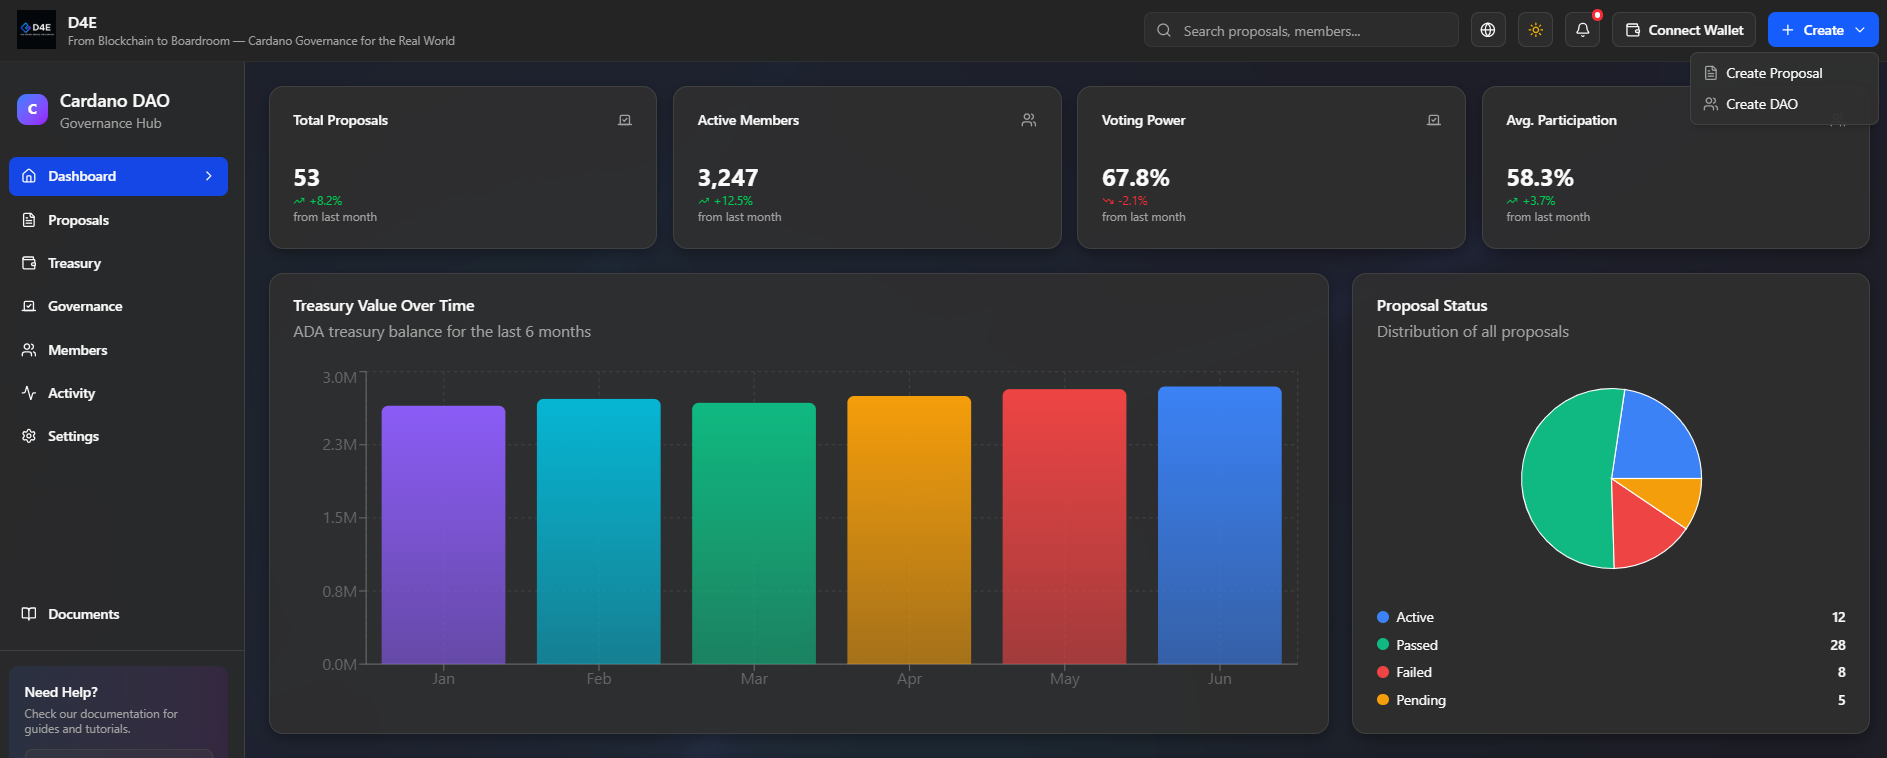 D4E
D4E
From Blockchain to Boardroom — Cardano Governance for the Real World
Search proposals, members...
Connect Wallet
Create
Create Proposal
Create DAO
C
Cardano DAO
Governance Hub
Dashboard
Proposals
Treasury
Governance
Members
Activity
Settings
Documents
Need Help?
Check our documentation for
guides and tutorials.
Total Proposals
53
+8.2%
from last month
Active Members
3,247
+12.5%
from last month
Voting Power
67.8%
-2.1%
from last month
Avg. Participation
58.3%
+3.7%
from last month
Treasury Value Over Time
ADA treasury balance for the last 6 months
3.0M
2.3M
1.5M
0.8M
0.0M
Jan Feb Mar Apr May Jun
Proposal Status
Distribution of all proposals
Active 12
Passed 28
Failed 8
Pending 5